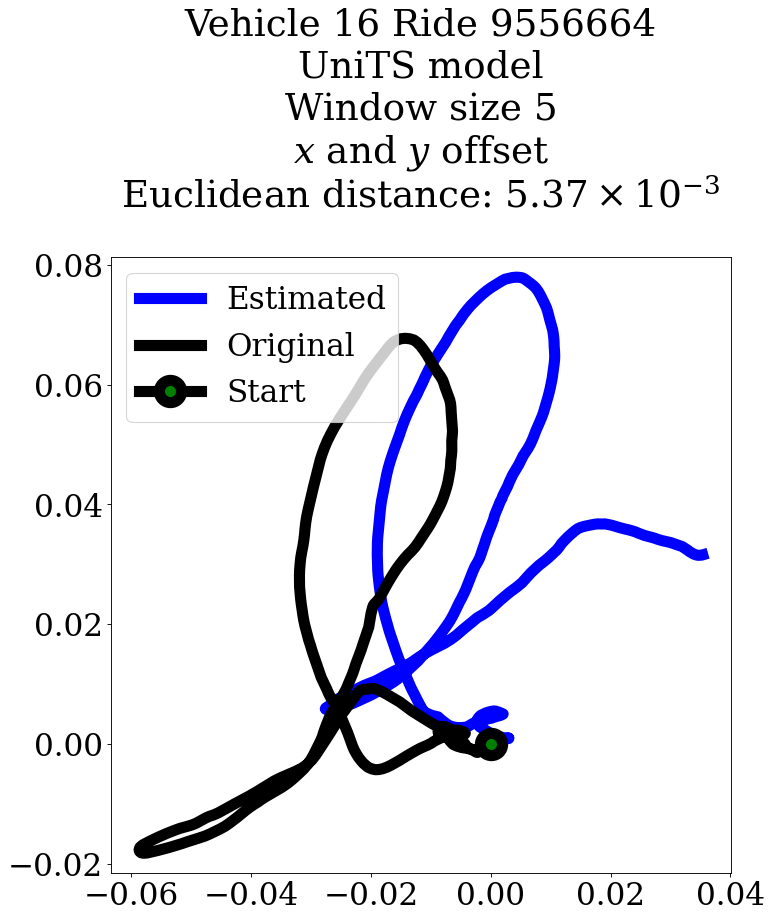 Vehicle 16 Ride 9556664
UniTS model
Window size 5
x and y offset
Euclidean distance: 5.37 × 10⁻³
0.08
Estimated
Original
Start
0.06
0.04
0.02
0.00
−0.02
−0.06 −0.04 −0.02 0.00 0.02 0.04